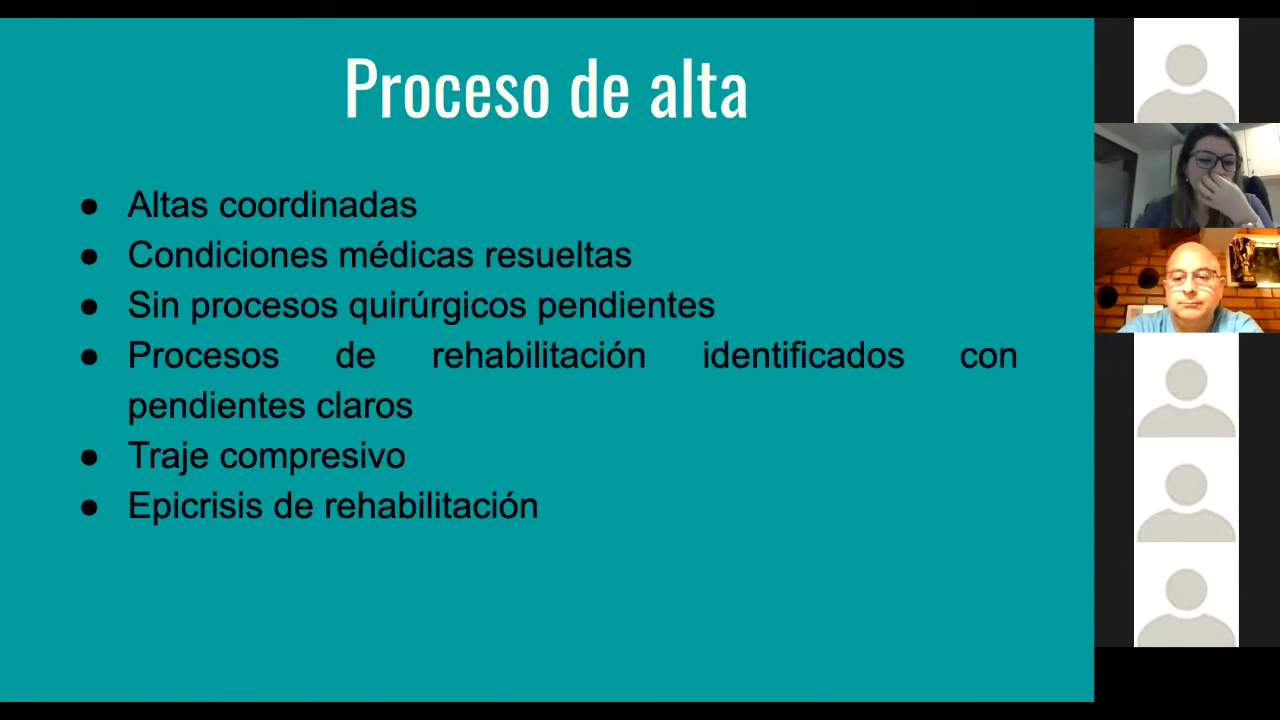 Proceso de alta
● Altas coordinadas
● Condiciones médicas resueltas
● Sin procesos quirúrgicos pendientes
● Procesos de rehabilitación identificados con
pendientes claros
● Traje compresivo
● Epicrisis de rehabilitación